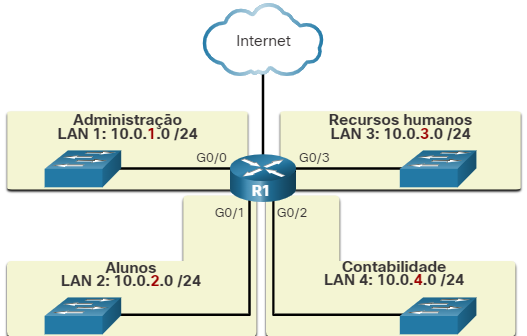 Internet
Administração
LAN 1: 10.0.1.0 /24
Recursos humanos
LAN 3: 10.0.3.0 /24
G0/0
G0/3
R1
G0/1
G0/2
Alunos
LAN 2: 10.0.2.0 /24
Contabilidade
LAN 4: 10.0.4.0 /24